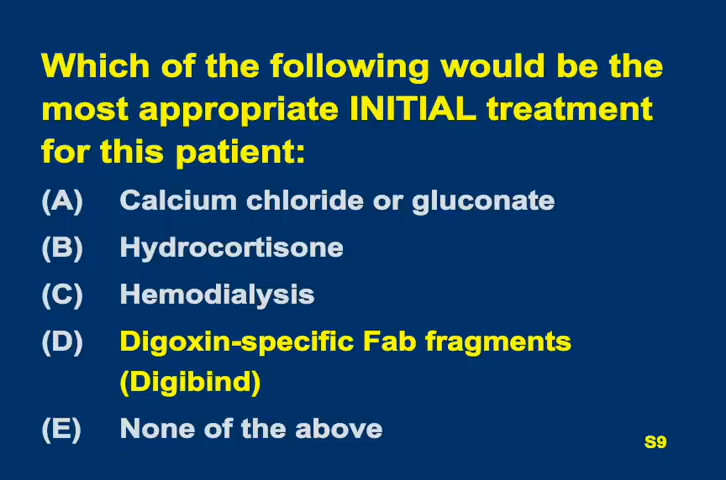 Which of the following would be the
most appropriate INITIAL treatment
for this patient:
(A) Calcium chloride or gluconate
(B) Hydrocortisone
(C) Hemodialysis
(D) Digoxin-specific Fab fragments
(Digibind)
(E) None of the above
S9